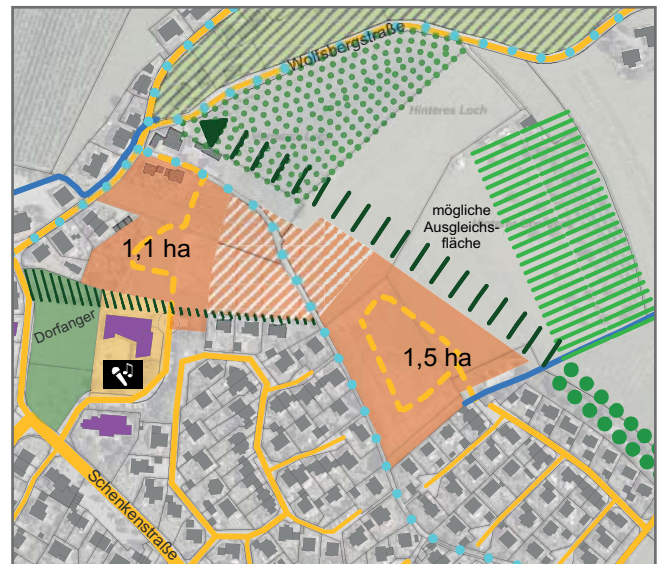 Wolfsbergstraße
Hinteres Loch
mögliche
Ausgleichs-
fläche
1,1 ha
Dorfanger
1,5 ha
Schenkenstraße